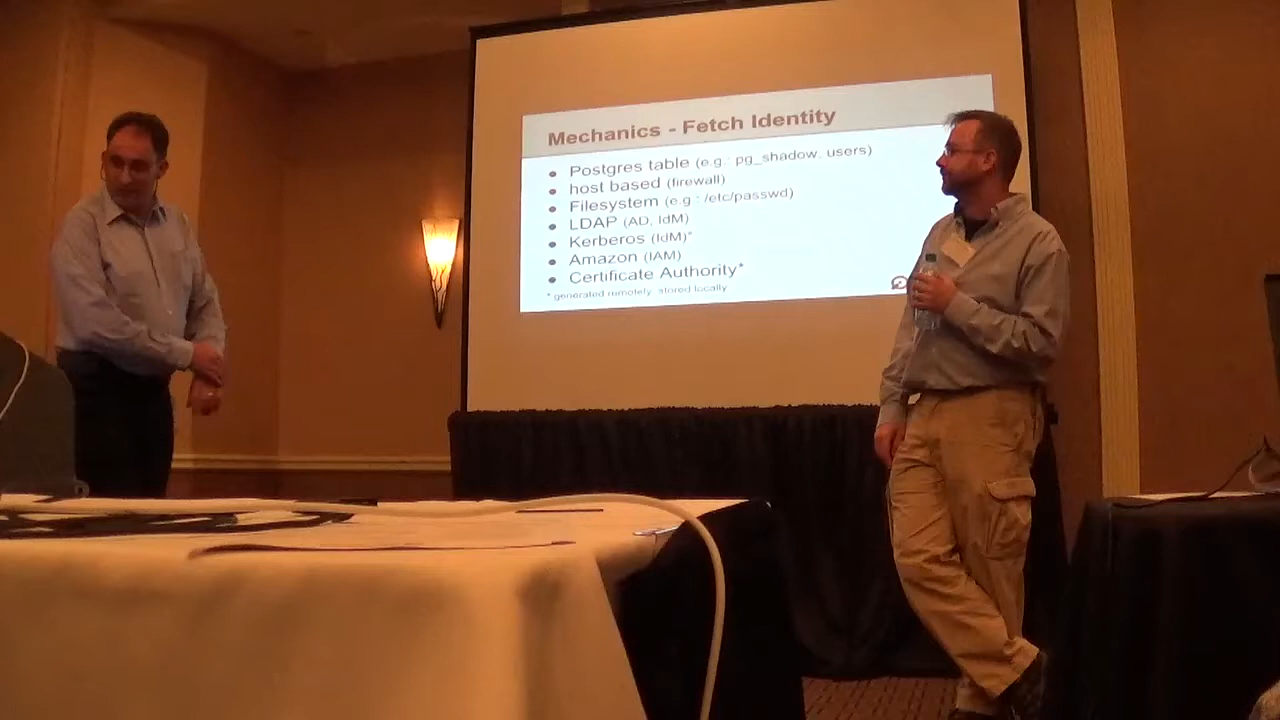 Mechanics - Fetch Identity
● Postgres table (e.g.: pg_shadow, users)
● host based (firewall)
● Filesystem (e.g.: /etc/passwd)
● LDAP (AD, IdM)
● Kerberos (IdM)*
● Amazon (IAM)
● Certificate Authority*
* generated remotely, stored locally